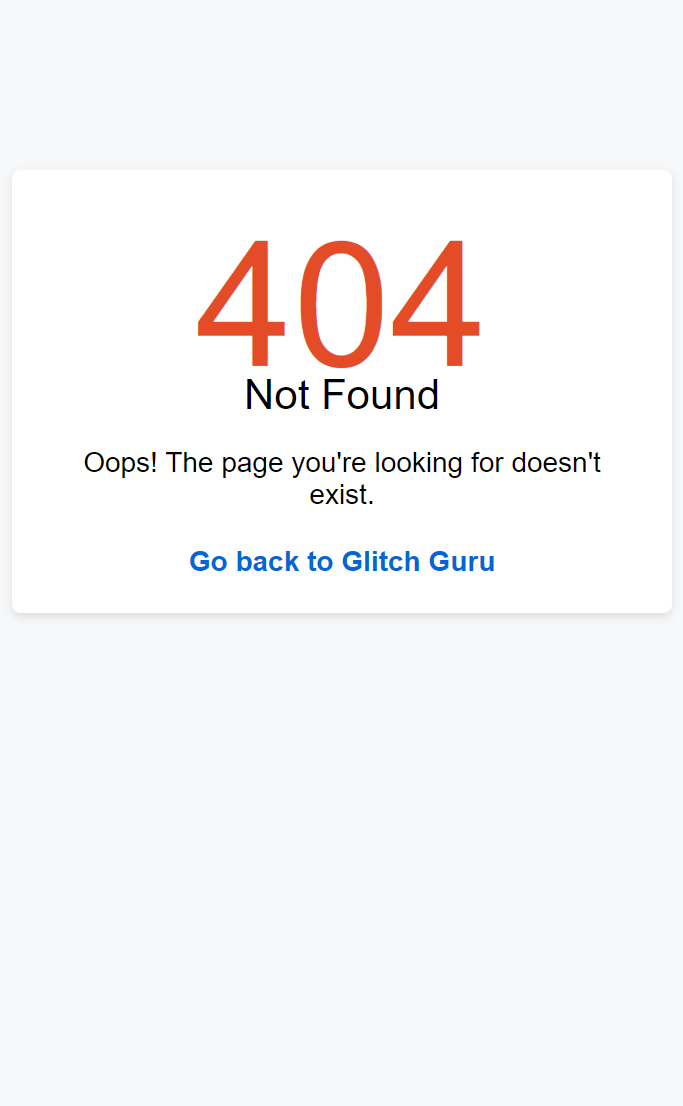 404
Not Found
Oops! The page you're looking for doesn't
exist.
Go back to Glitch Guru